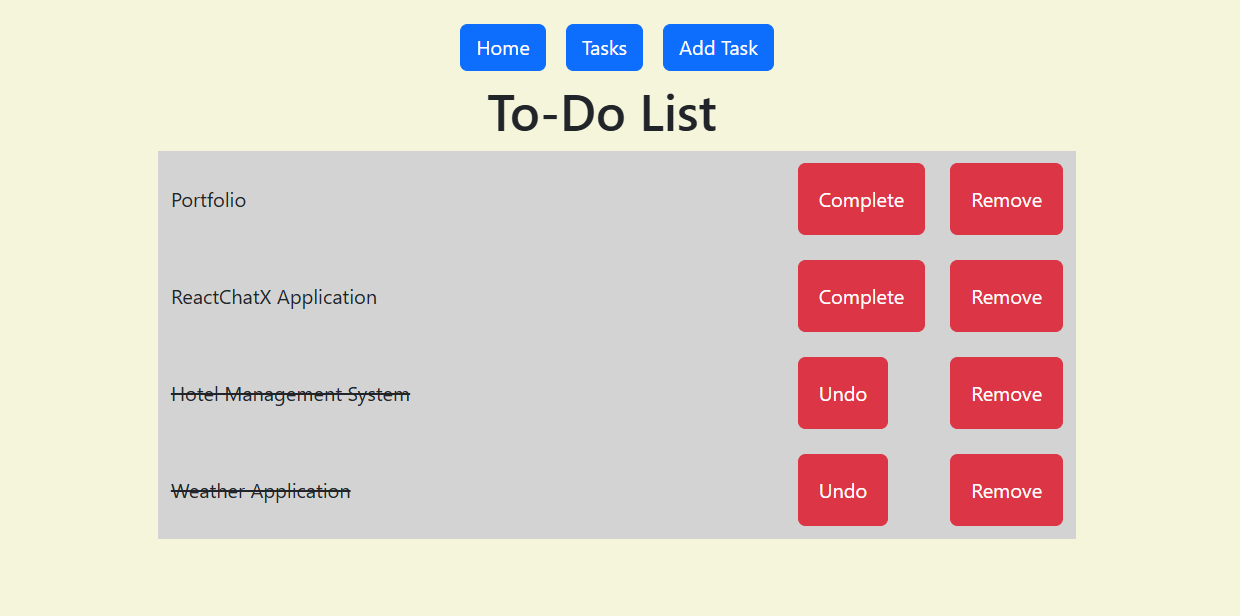 Home Tasks Add Task
To-Do List
Portfolio Complete Remove
ReactChatX Application Complete Remove
Hotel Management System Undo Remove
Weather Application Undo Remove